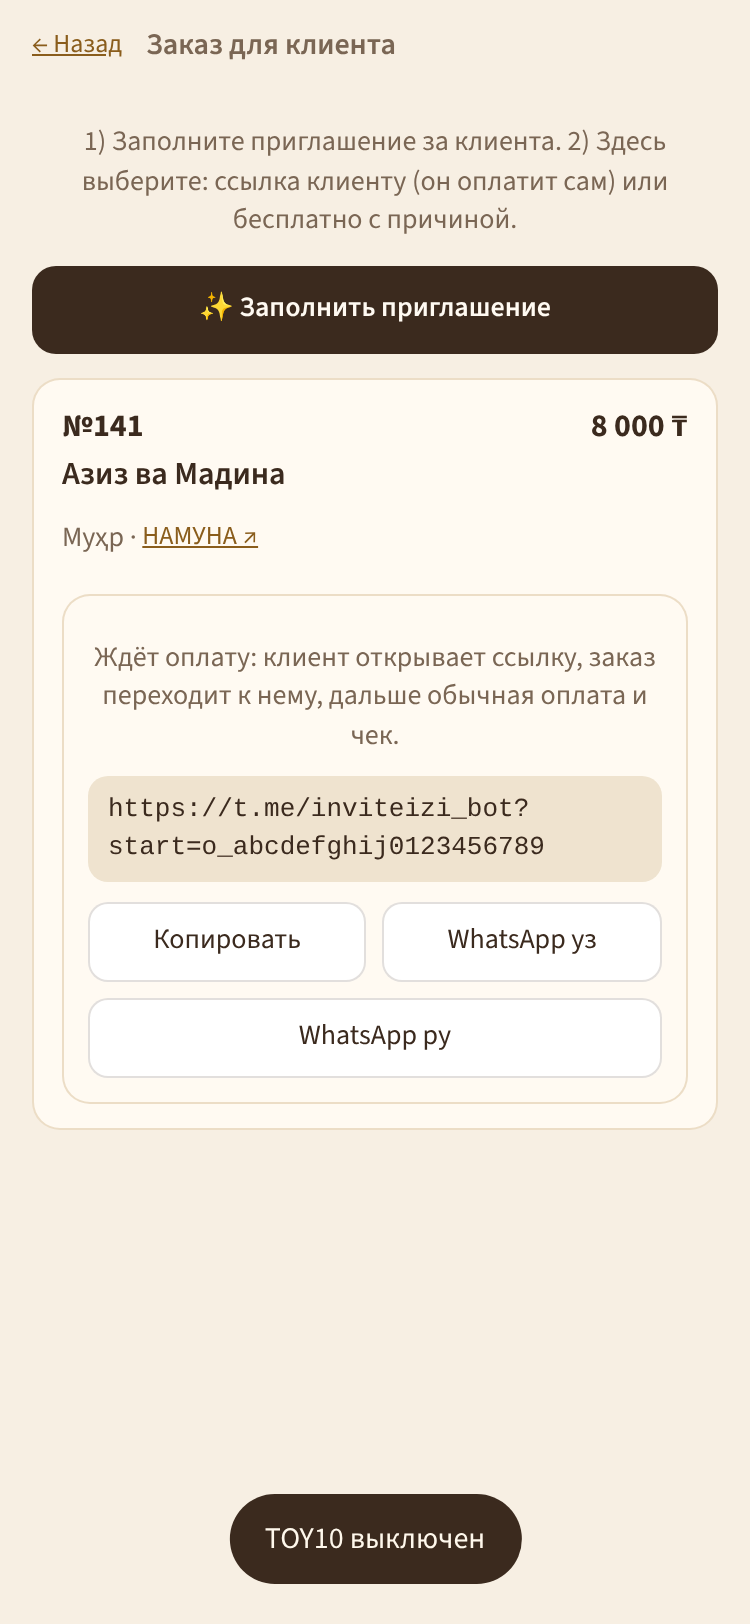 ← Назад Заказ для клиента
1) Заполните приглашение за клиента. 2) Здесь
выберите: ссылка клиенту (он оплатит сам) или
бесплатно с причиной.
✨ Заполнить приглашение
№141 8 000 ₸
Азиз ва Мадина
Муҳр · НАМУНА ↗
Ждёт оплату: клиент открывает ссылку, заказ
переходит к нему, дальше обычная оплата и
чек.
https://t.me/inviteizi_bot?
start=o_abcdefghij0123456789
Копировать WhatsApp уз
WhatsApp ру
TOY10 выключен